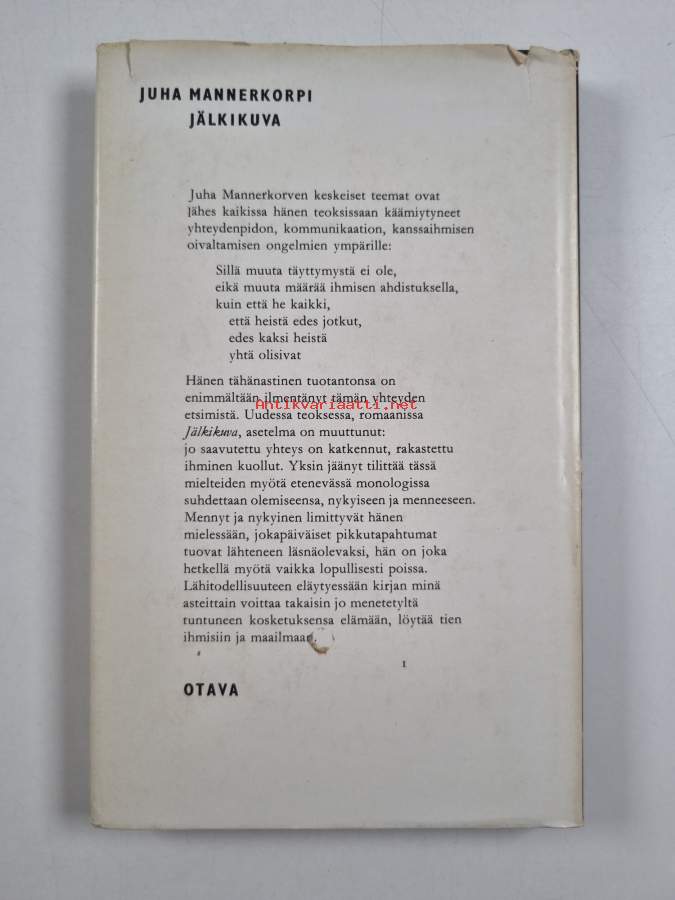 JUHA MANNERKORPI
JÄLKIKUVA
Juha Mannerkorven keskeiset teemat ovat
lähes kaikissa hänen teoksissaan käämiytyneet
yhteydenpidon, kommunikaation, kanssaihmisen
oivaltamisen ongelmien ympärille:
Sillä muuta täyttymystä ei ole,
eikä muuta määrää ihmisen ahdistuksella,
kuin että he kaikki,
että heistä edes jotkut,
edes kaksi heistä
yhtä olisivat
Hänen tähänastinen tuotantonsa on
enimmältään ilmentänyt tämän yhteyden
Antikvariaatti.net
etsimistä. Uudessa teoksessa, romaanissa
Jälkikuva, asetelma on muuttunut:
jo saavutettu yhteys on katkennut, rakastettu
ihminen kuollut. Yksin jäänyt tilittää tässä
mielteiden myötä etenevässä monologissa
suhdettaan olemiseensa, nykyiseen ja menneeseen.
Mennyt ja nykyinen limittyvät hänen
mielessään, jokapäiväiset pikkutapahtumat
tuovat lähteneen läsnäolevaksi, hän on joka
hetkellä myötä vaikka lopullisesti poissa.
Lähitodellisuuteen eläytyessään kirjan minä
asteittain voittaa takaisin jo menetetyltä
tuntuneen kosketuksensa elämään, löytää tien
ihmisiin ja maailmaan.
1
OTAVA